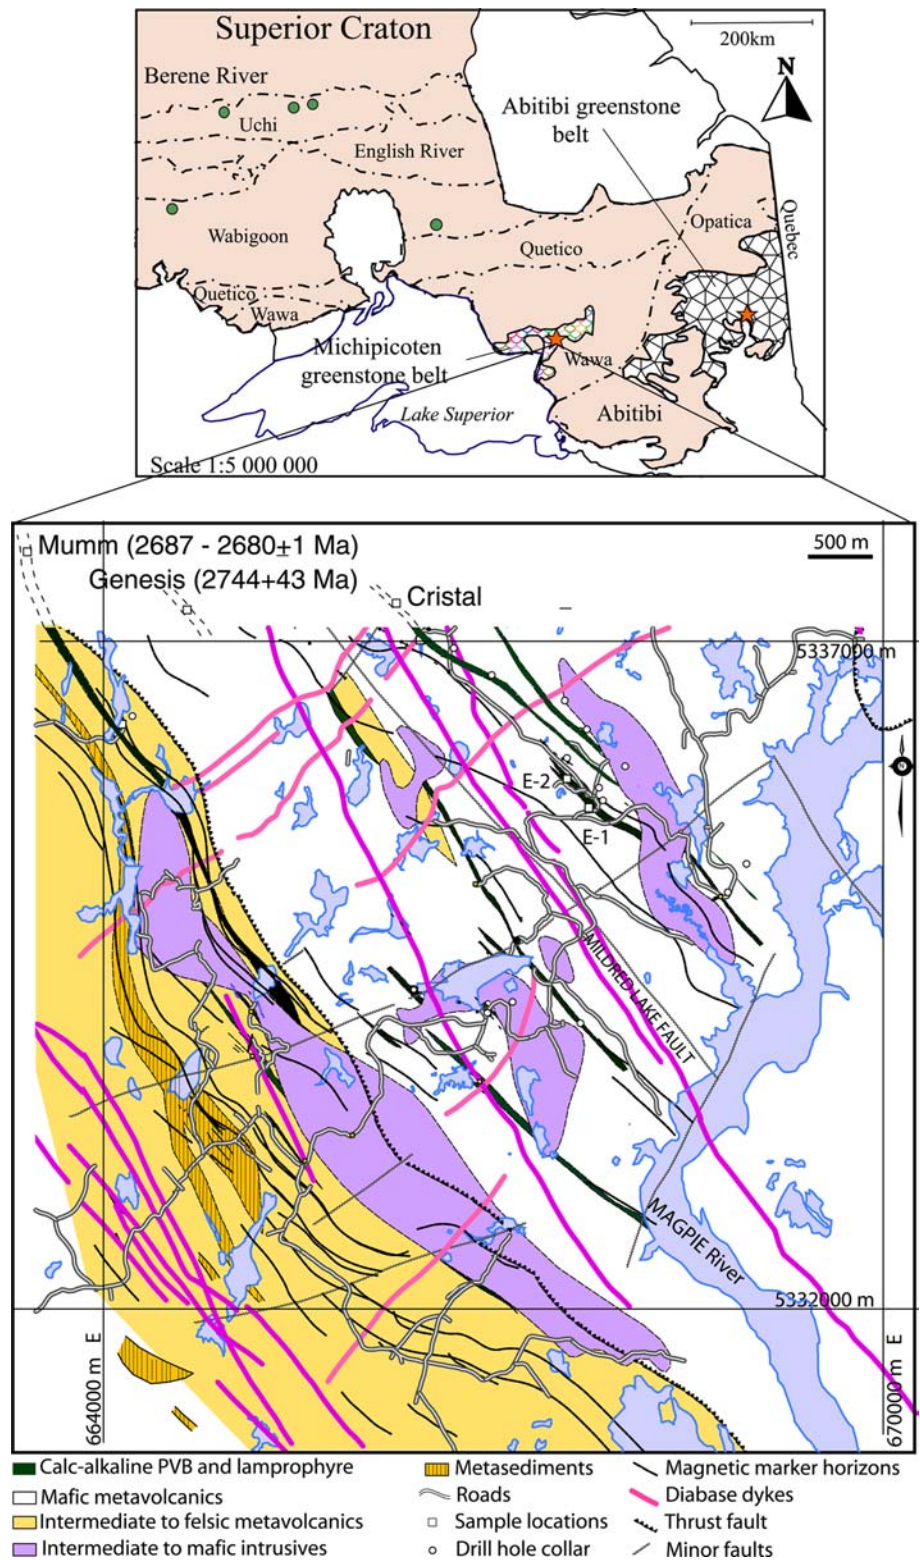 Superior Craton
200km
N
Berene River
Abitibi greenstone
belt
Uchi
English River
Quebec
Opatica
Wabigoon
Quetico
Quetico
Wawa
Michipicoten
greenstone belt
Wawa
Lake Superior
Abitibi
Scale 1:5 000 000
Mumm (2687 - 2680±1 Ma)
500 m
Genesis (2744+43 Ma)
Cristal
5337000 m
E-2
E-1
MILDRED LAKE FAULT
MAGPIE River
5332000 m
664000 m E
670000 m E
Calc-alkaline PVB and lamprophyre
Metasediments
Magnetic marker horizons
Mafic metavolcanics
Roads
Diabase dykes
Intermediate to felsic metavolcanics
Sample locations
Thrust fault
Intermediate to mafic intrusives
Drill hole collar
Minor faults